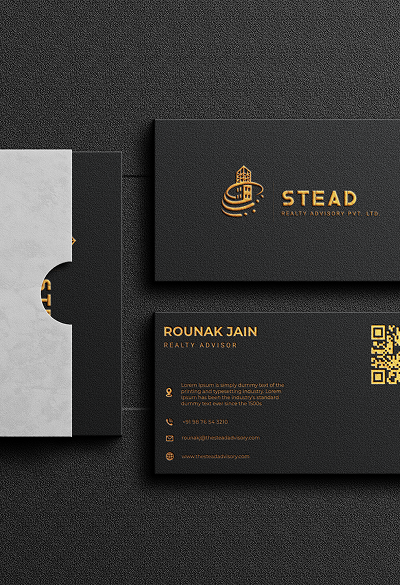 STEAD
REALTY ADVISORY PVT. LTD.
ROUNAK JAIN
REALTY ADVISOR
Lorem Ipsum is simply dummy text of the
printing and typesetting industry. Lorem
Ipsum has been the industry's standard
dummy text ever since the 1500s
+91 98 76 54 3210
rounakj@thesteadadvisory.com
www.thesteadadvisory.com
STE